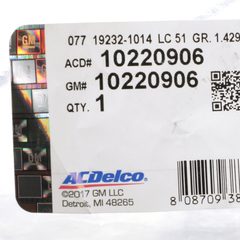 077 19232-1014 LC 51 GR. 1.429
ACD# 10220906
GM# 10220906
QTY. 1
GM
ACDelco
©2017 GM LLC
Detroit, MI 48265
8 08709 38